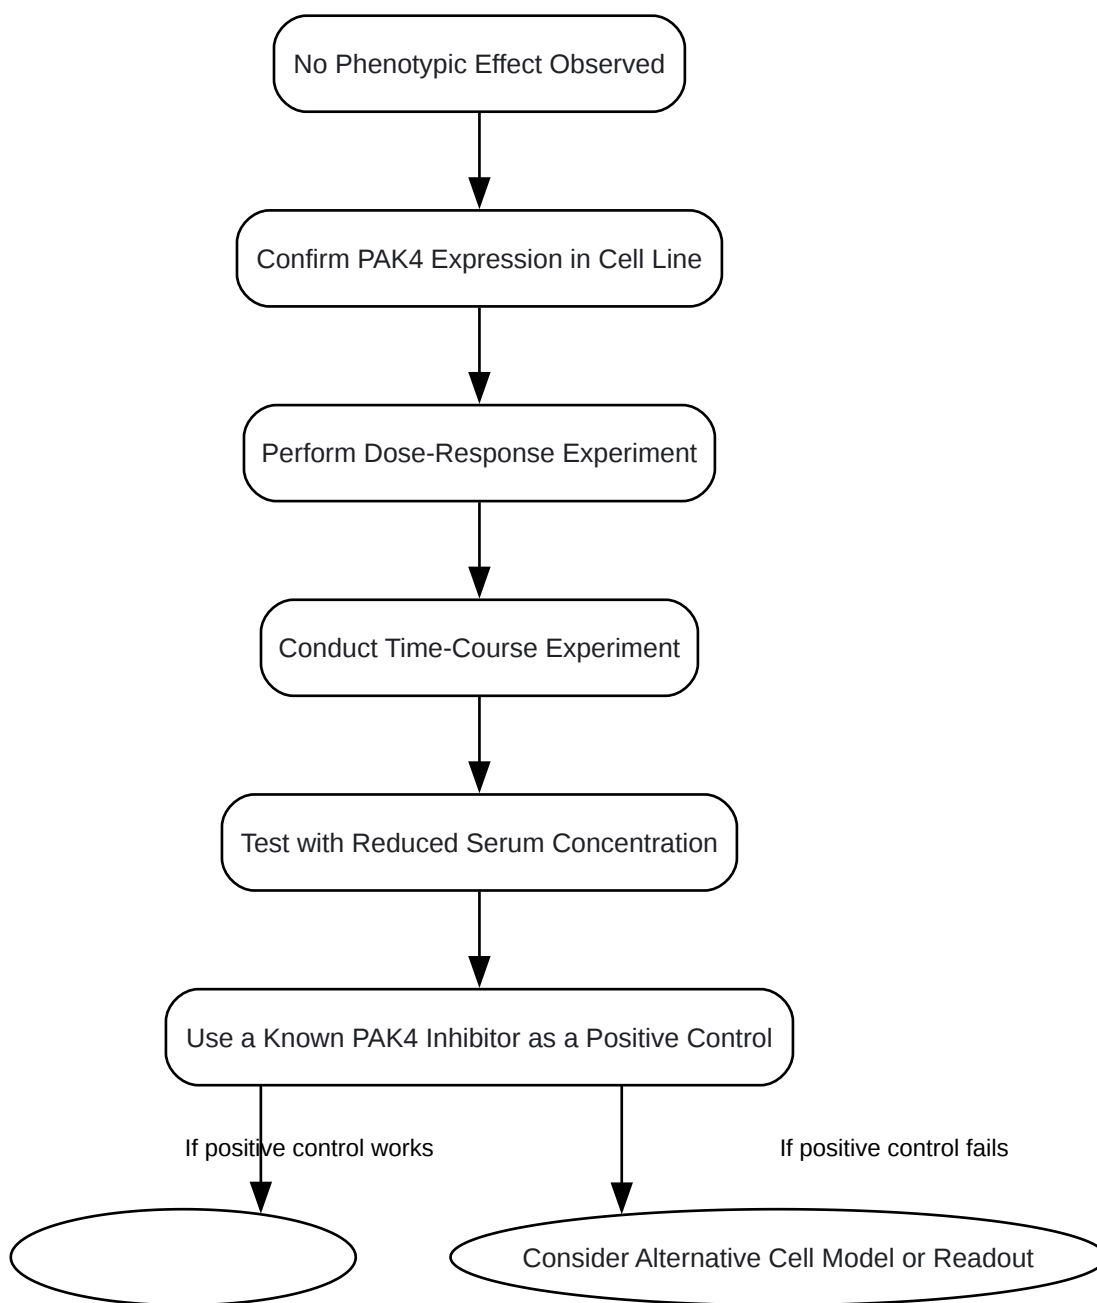 No Phenotypic Effect Observed
Confirm PAK4 Expression in Cell Line
Perform Dose-Response Experiment
Conduct Time-Course Experiment
Test with Reduced Serum Concentration
Use a Known PAK4 Inhibitor as a Positive Control
If positive control works
If positive control fails
Consider Alternative Cell Model or Readout